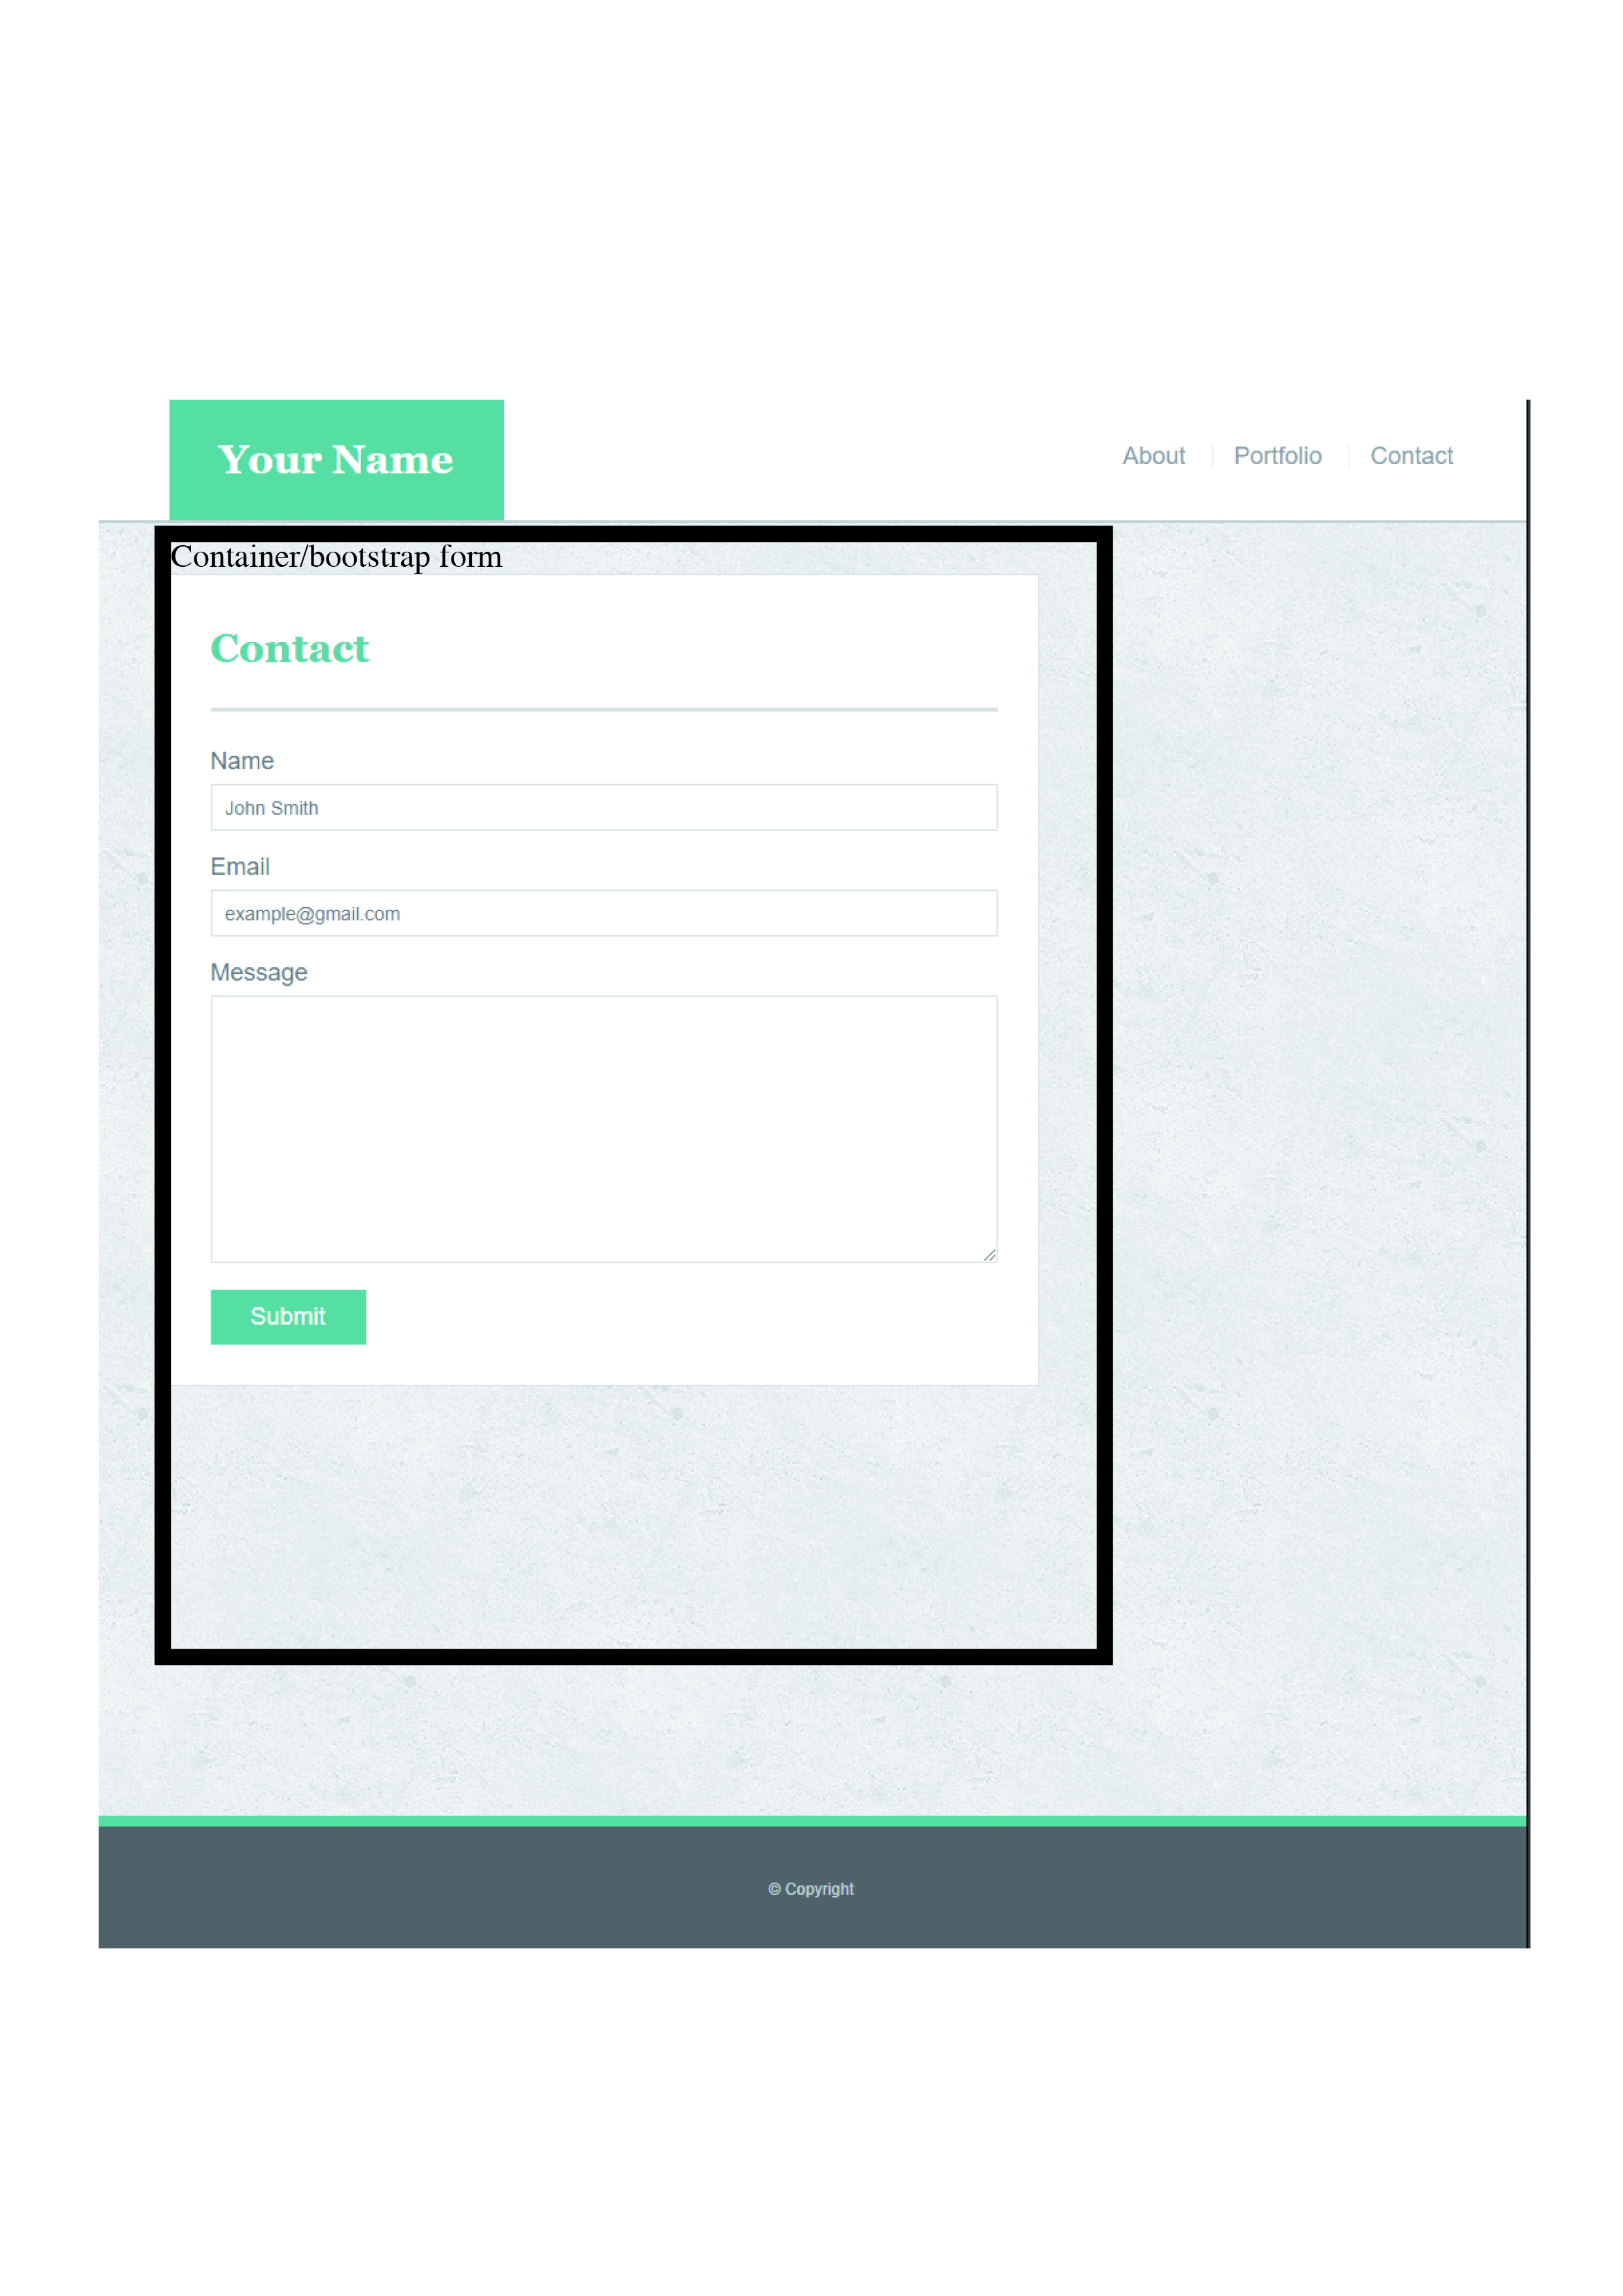 Your Name
About
Portfolio
Contact
Container/bootstrap form
Contact
Name
John Smith
Email
example@gmail.com
Message
Submit
© Copyright